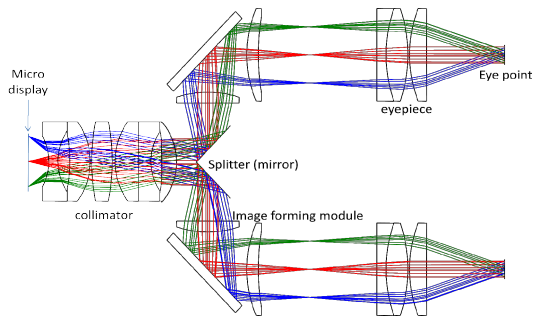 Micro
display
Eye point
eyepiece
Splitter (mirror)
collimator
Image forming module